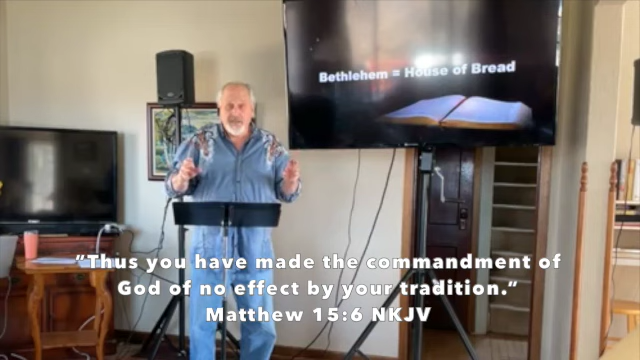 Bethlehem = House of Bread
"Thus you have made the commandment of
God of no effect by your tradition."
Matthew 15:6 NKJV